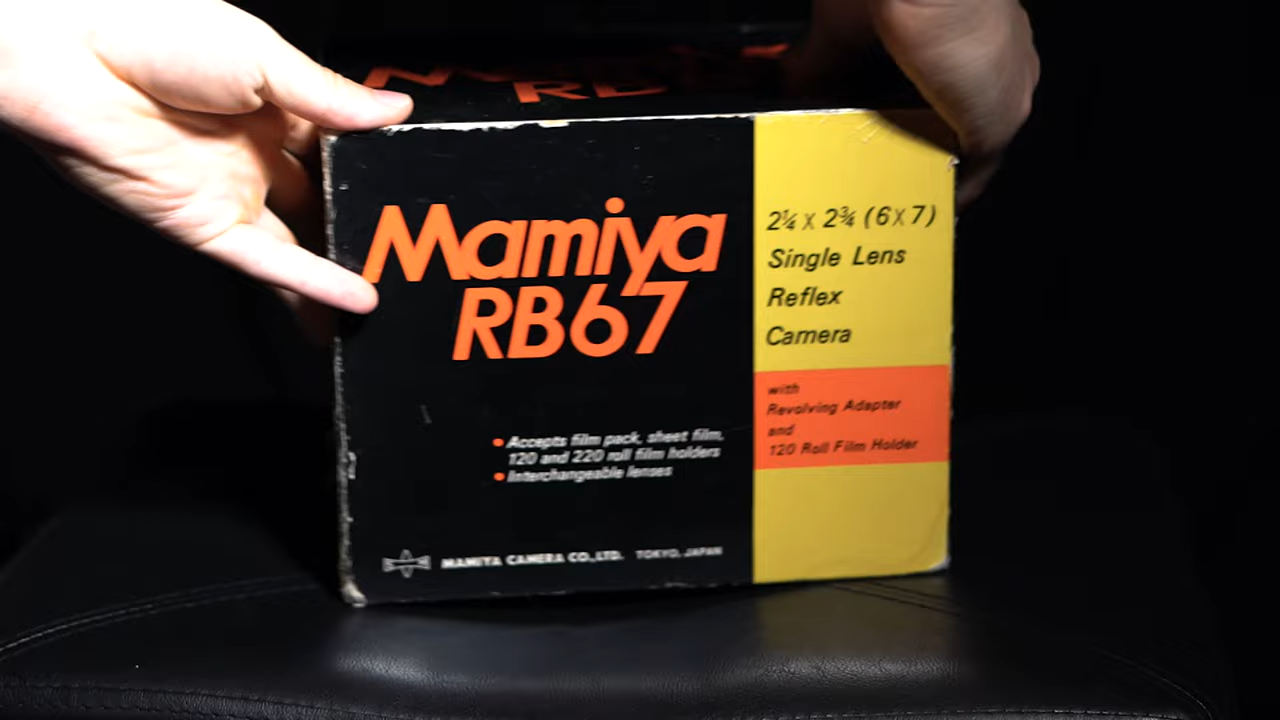 RB
Mamiya
RB67
• Accepts film pack, sheet film,
120 and 220 roll film holders
• Interchangeable lenses
MAMIYA CAMERA CO.,LTD. TOKYO, JAPAN
2¼ x 2¾ (6x7)
Single Lens
Reflex
Camera
with
Revolving Adapter
and
120 Roll Film Holder